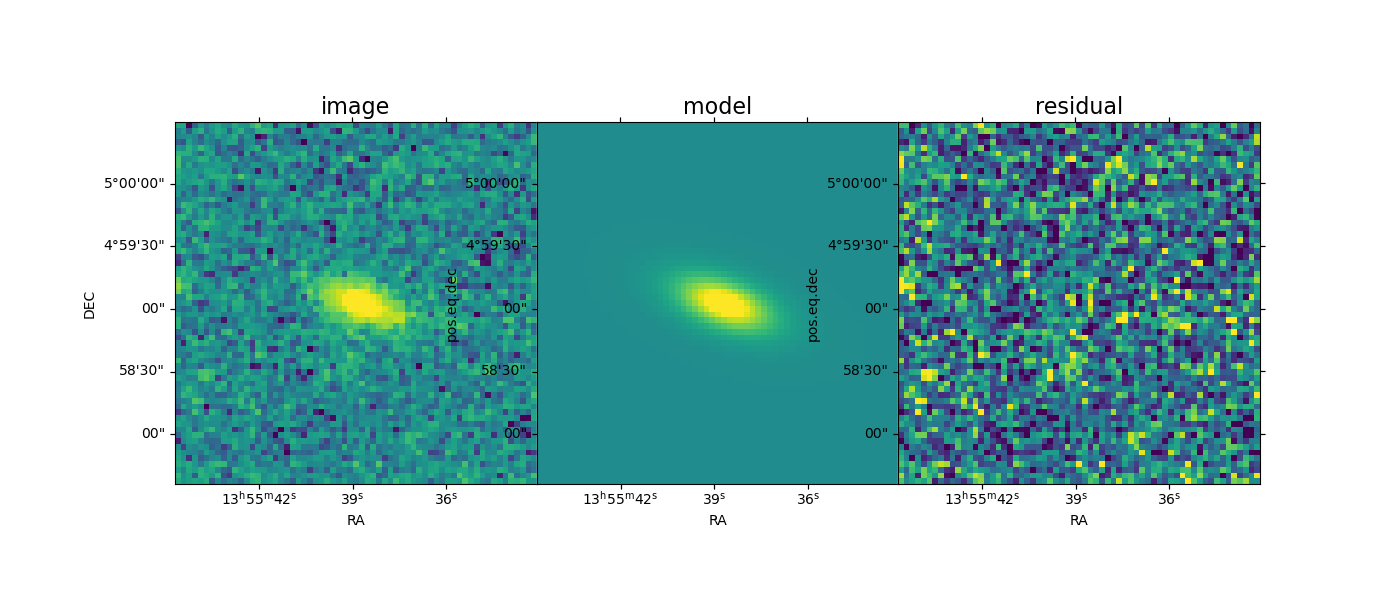 image model residual
5°00'00" 5°00'00" 5°00'00"
4°59'30" 4°59'30" 4°59'30"
DEC pos.eq.dec pos.eq.dec
00" 00" 00"
58'30" 58'30" 58'30"
00" 00" 00"
13ʰ55ᵐ42ˢ 39ˢ 36ˢ 13ʰ55ᵐ42ˢ 39ˢ 36ˢ 13ʰ55ᵐ42ˢ 39ˢ 36ˢ
RA RA RA